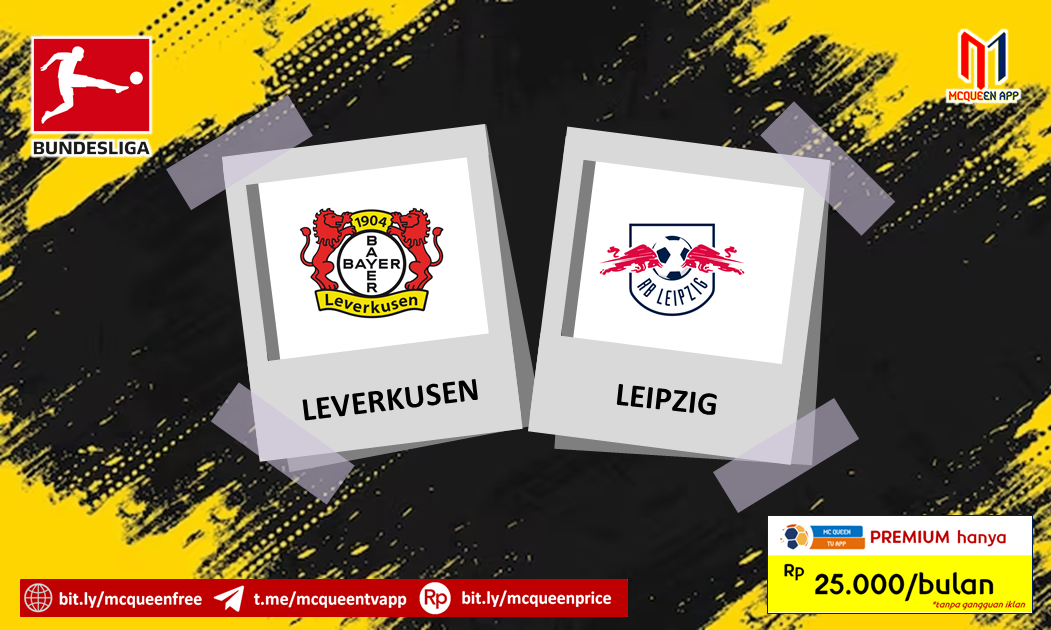 BUNDESLIGA
MCQUEEN APP
1904
BAYER
BAYER
Leverkusen
RB LEIPZIG
LEVERKUSEN
LEIPZIG
MC QUEEN
TV APP
PREMIUM hanya
Rp 25.000/bulan
*tanpa gangguan iklan
bit.ly/mcqueenfree
t.me/mcqueentvapp
Rp
bit.ly/mcqueenprice